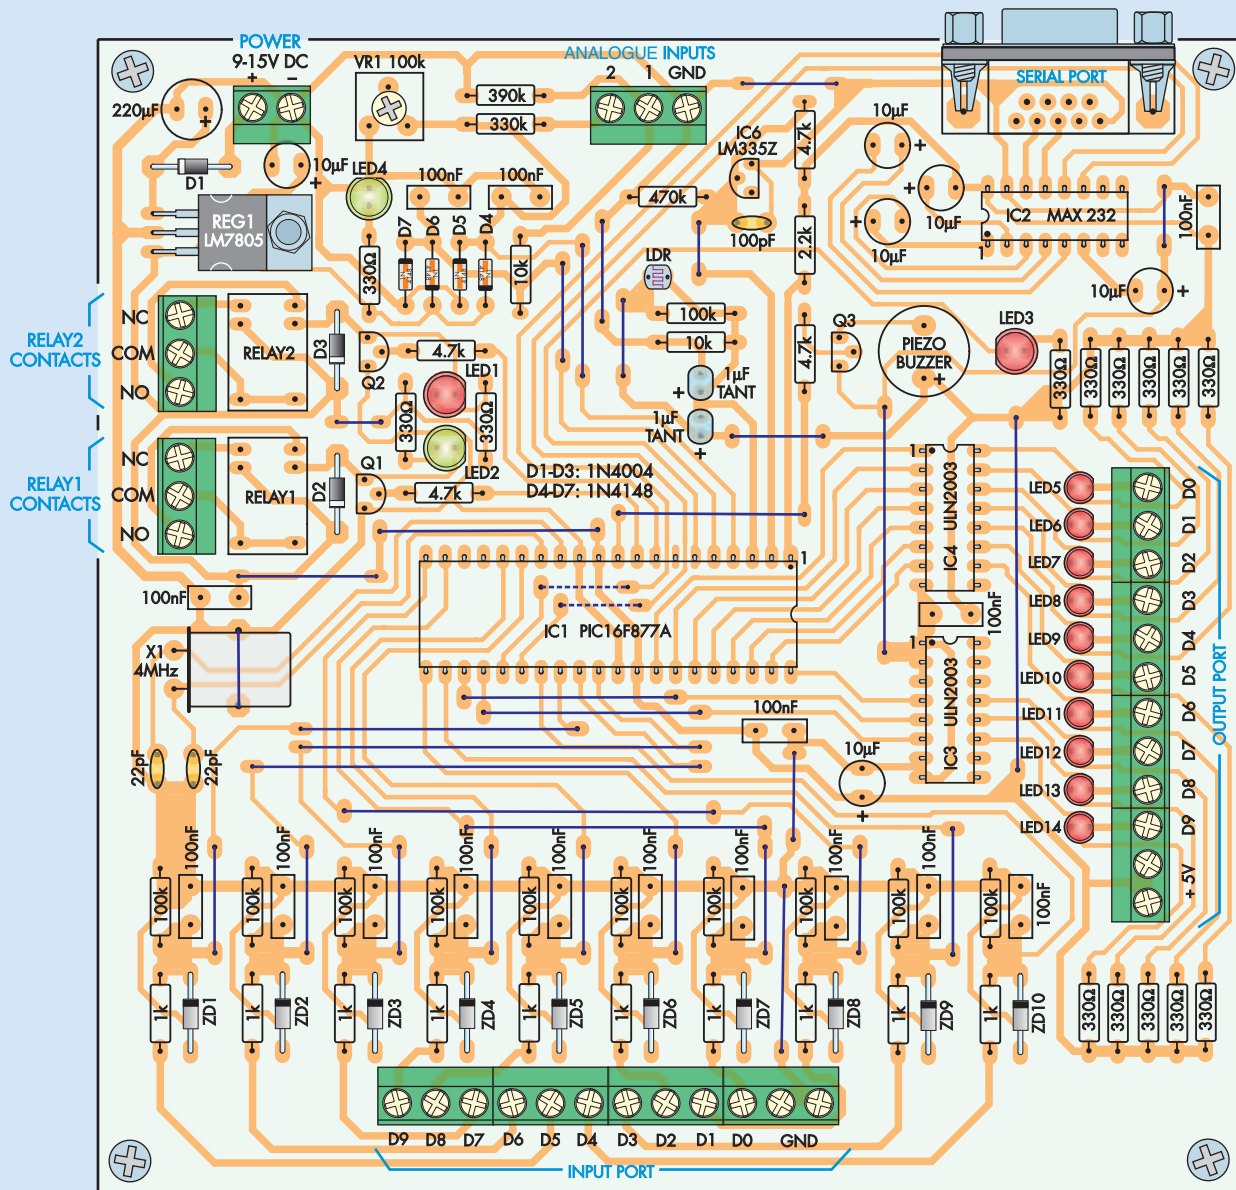 POWER
9-15V DC
+ −
VR1 100k
ANALOGUE INPUTS
2 1 GND
SERIAL PORT
220µF
+
390k
330k
10µF
+
D1
LED4
100nF
100nF
IC6
LM335Z
4.7k
10µF
+
+
10µF
+
10µF
IC2 MAX 232
1
100nF
REG1
LM7805
330Ω
D7
D6
D5
D4
1N
4148
10k
470k
100pF
2.2k
LDR
10µF
+
RELAY2
CONTACTS
NC
COM
NO
RELAY2
D3
Q2
4.7k
LED1
100k
10k
1µF
+ TANT
1µF
TANT
+
4.7k
Q3
PIEZO
BUZZER
+
LED3
330Ω
330Ω
330Ω
330Ω
330Ω
330Ω
330Ω
330Ω
LED2
RELAY1
CONTACTS
NC
COM
NO
RELAY1
D2
Q1
4.7k
D1-D3: 1N4004
D4-D7: 1N4148
1
IC4 ULN2003
100nF
1
IC3 ULN2003
1
IC1 PIC16F877A
100nF
X1
4MHz
22pF
22pF
100nF
10µF
+
LED5
LED6
LED7
LED8
LED9
LED10
LED11
LED12
LED13
LED14
D0
D1
D2
D3
D4
D5
D6
D7
D8
D9
+ 5V
OUTPUT PORT
100nF
100nF
100nF
100nF
100nF
100nF
100nF
100nF
100nF
100nF
100k
100k
100k
100k
100k
100k
100k
100k
100k
100k
1k
ZD1
1k
ZD2
1k
ZD3
1k
ZD4
1k
ZD5
1k
ZD6
1k
ZD7
1k
ZD8
1k
ZD9
1k
ZD10
330Ω
330Ω
330Ω
330Ω
330Ω
D9 D8 D7 D6 D5 D4 D3 D2 D1 D0 GND
INPUT PORT